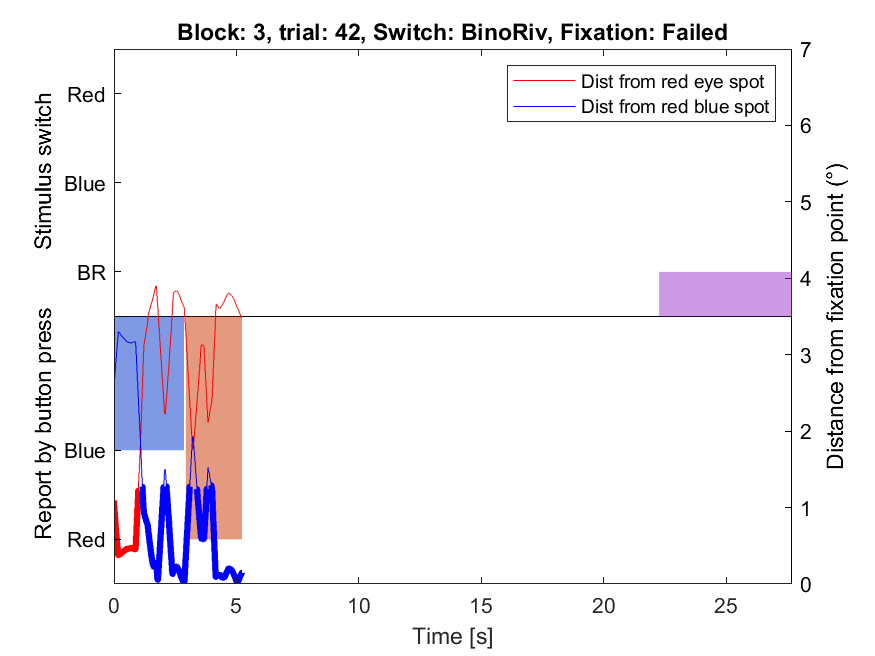 Block: 3, trial: 42, Switch: BinoRiv, Fixation: Failed
Stimulus switch
Red
Blue
BR
Report by button press
Blue
Red
Dist from red eye spot
Dist from red blue spot
7
6
5
4
3
2
1
0
Distance from fixation point (°)
0 5 10 15 20 25
Time [s]